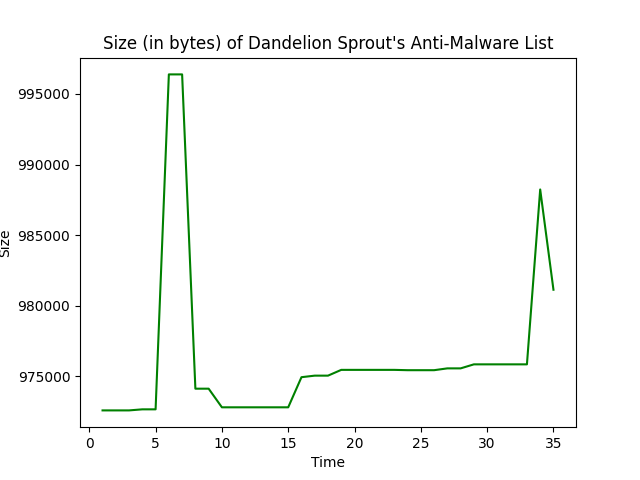 Size (in bytes) of Dandelion Sprout's Anti-Malware List
995000
990000
985000
980000
975000
Size
0 5 10 15 20 25 30 35
Time